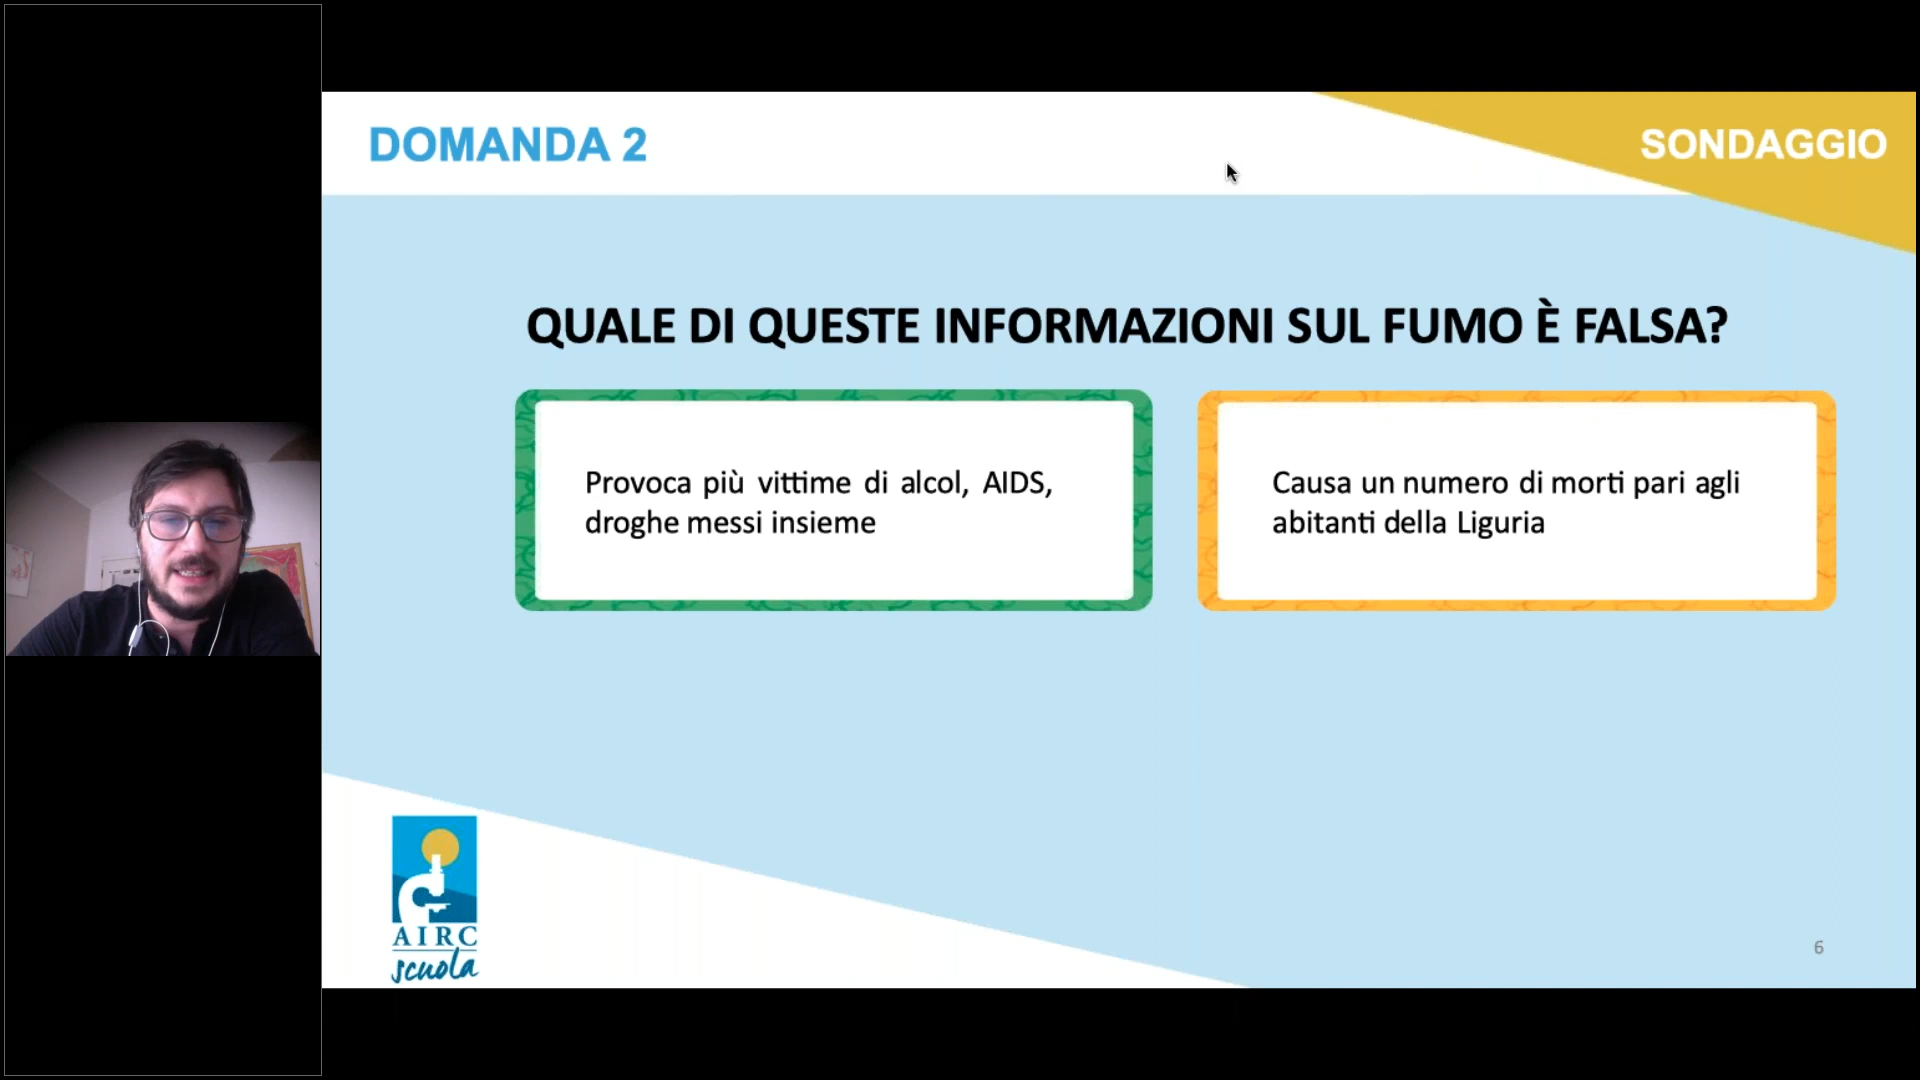 DOMANDA 2
SONDAGGIO
QUALE DI QUESTE INFORMAZIONI SUL FUMO È FALSA?
Provoca più vittime di alcol, AIDS,
droghe messi insieme
Causa un numero di morti pari agli
abitanti della Liguria
AIRC
scuola
6